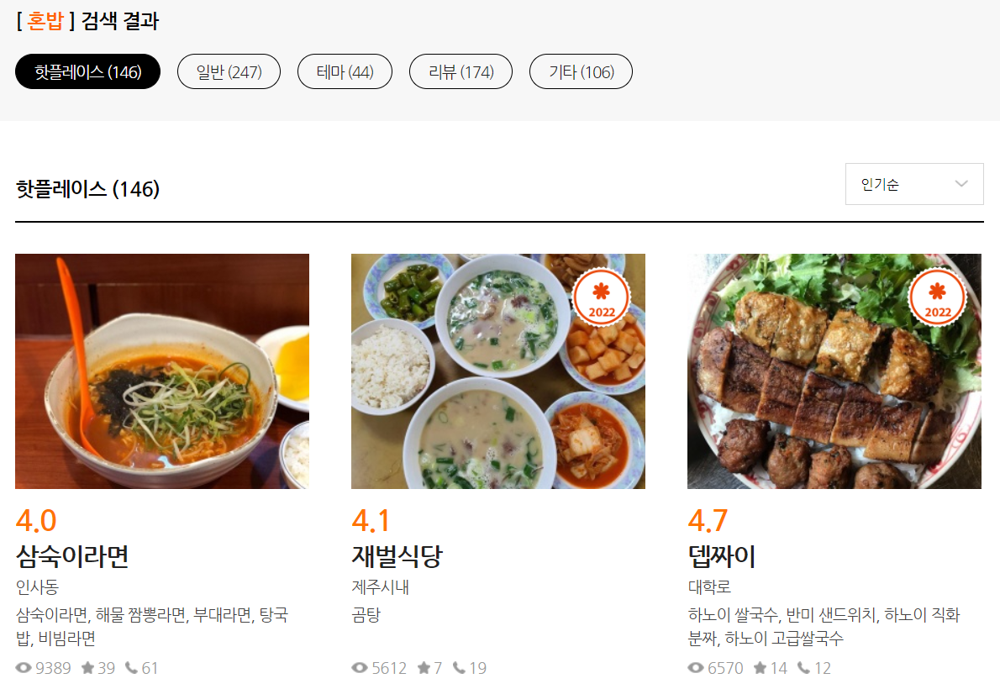 [ 혼밥 ] 검색 결과
핫플레이스 (146)
일반 (247)
테마 (44)
리뷰 (174)
기타 (106)
핫플레이스 (146)
인기순
2022
2022
4.0
삼숙이라면
인사동
삼숙이라면, 해물 짬뽕라면, 부대라면, 탕국
밥, 비빔라면
9389 39 61
4.1
재벌식당
제주시내
곰탕
5612 7 19
4.7
뎁짜이
대학로
하노이 쌀국수, 반미 샌드위치, 하노이 직화
분짜, 하노이 고급쌀국수
6570 14 12